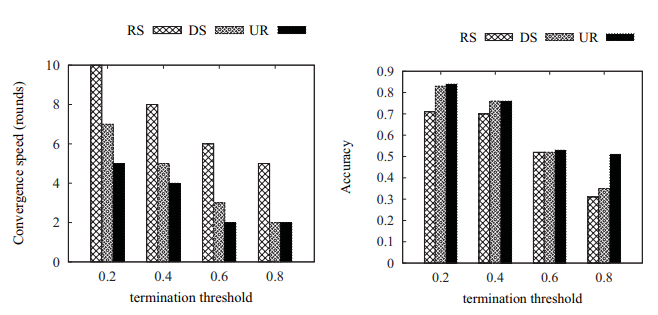 RS DS UR
Convergence speed (rounds)
10
8
6
4
2
0
0.2 0.4 0.6 0.8
termination threshold
RS DS UR
Accuracy
0.9
0.8
0.7
0.6
0.5
0.4
0.3
0.2
0.1
0
0.2 0.4 0.6 0.8
termination threshold